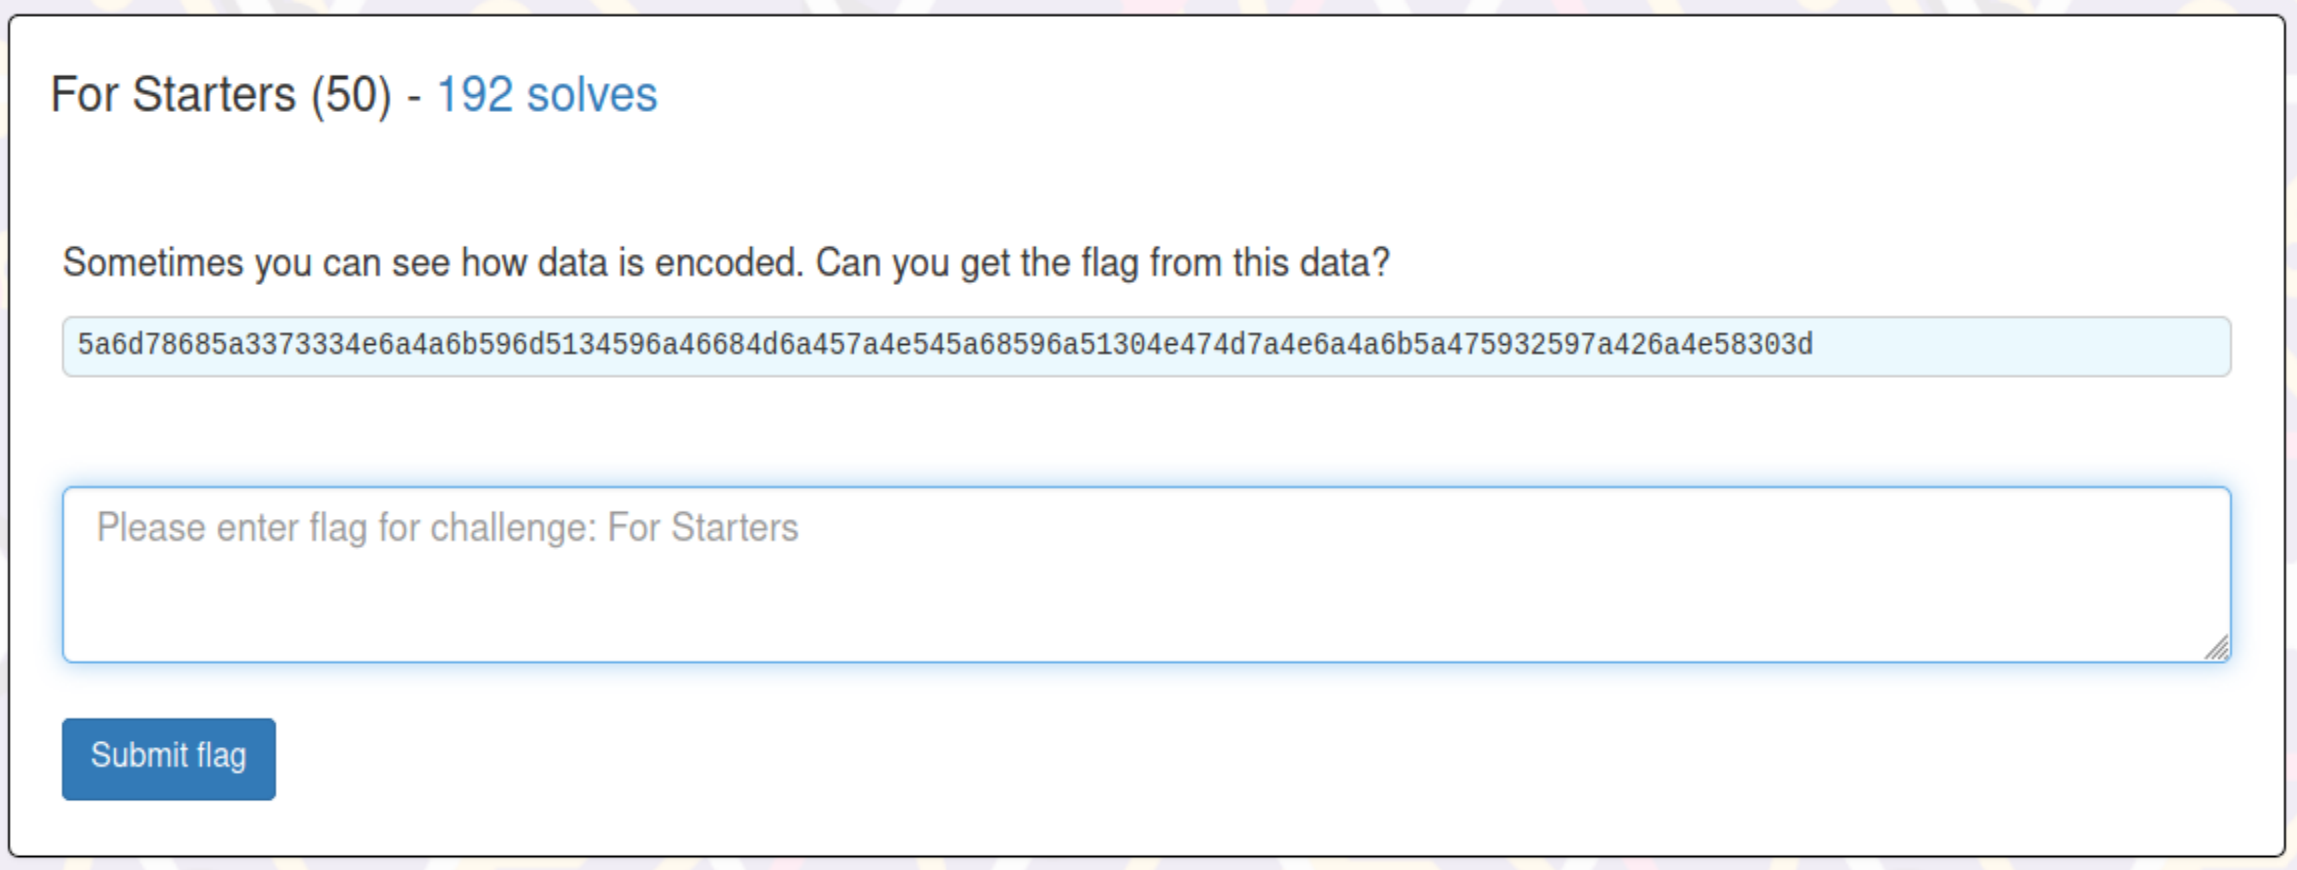 For Starters (50) - 192 solves
Sometimes you can see how data is encoded. Can you get the flag from this data?
5a6d78685a3373334e6a4a6b596d5134596a46684d6a457a4e545a68596a51304e474d7a4e6a4a6b5a475932597a426a4e58303d
Please enter flag for challenge: For Starters
Submit flag